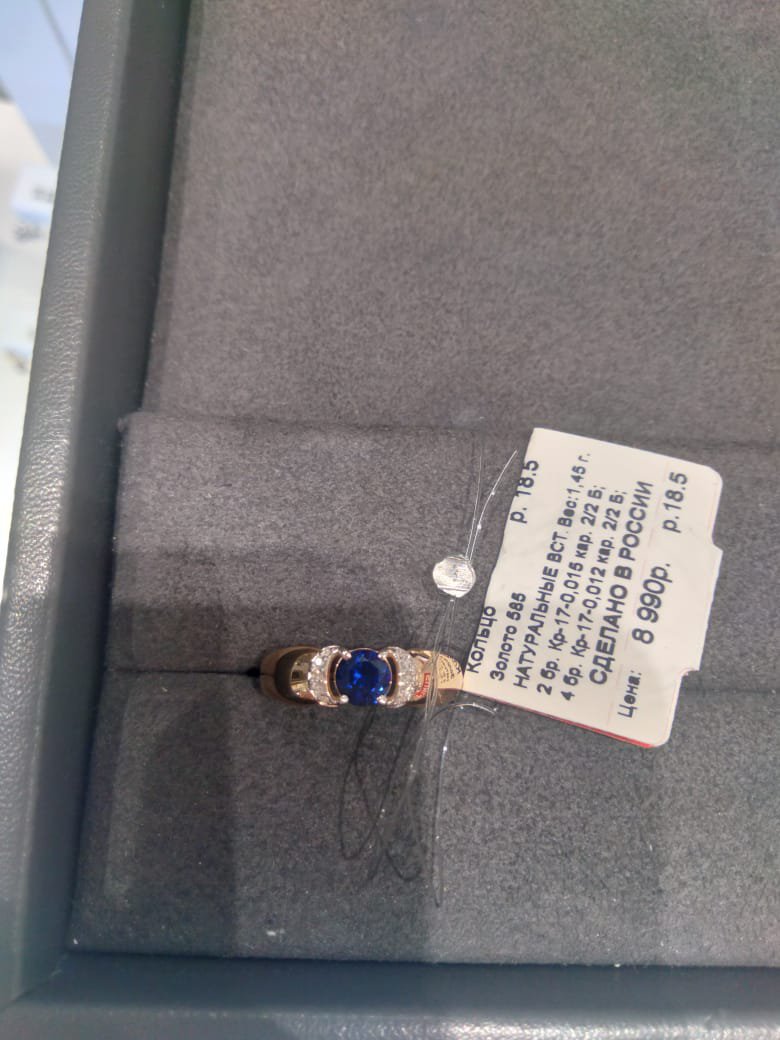 Кольцо р. 18.5
Золото 585
НАТУРАЛЬНЫЕ ВСТ. Вес:1,45 г.
2 бр. Кр-17-0,015 кар. 2/2 Б;
4 бр. Кр-17-0,012 кар. 2/2 Б;
СДЕЛАНО В РОССИИ
Цена: 8 990р. р.18.5